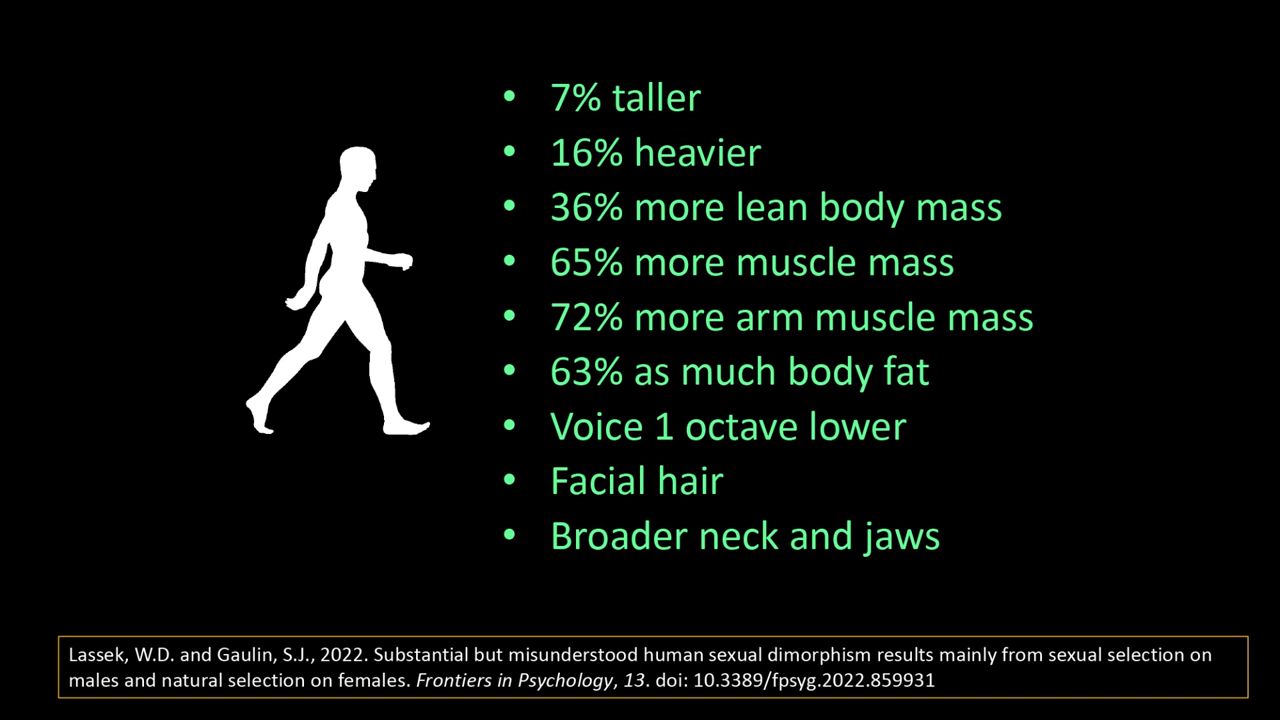 • 7% taller
• 16% heavier
• 36% more lean body mass
• 65% more muscle mass
• 72% more arm muscle mass
• 63% as much body fat
• Voice 1 octave lower
• Facial hair
• Broader neck and jaws
Lassek, W.D. and Gaulin, S.J., 2022. Substantial but misunderstood human sexual dimorphism results mainly from sexual selection on
males and natural selection on females. Frontiers in Psychology, 13. doi: 10.3389/fpsyg.2022.859931